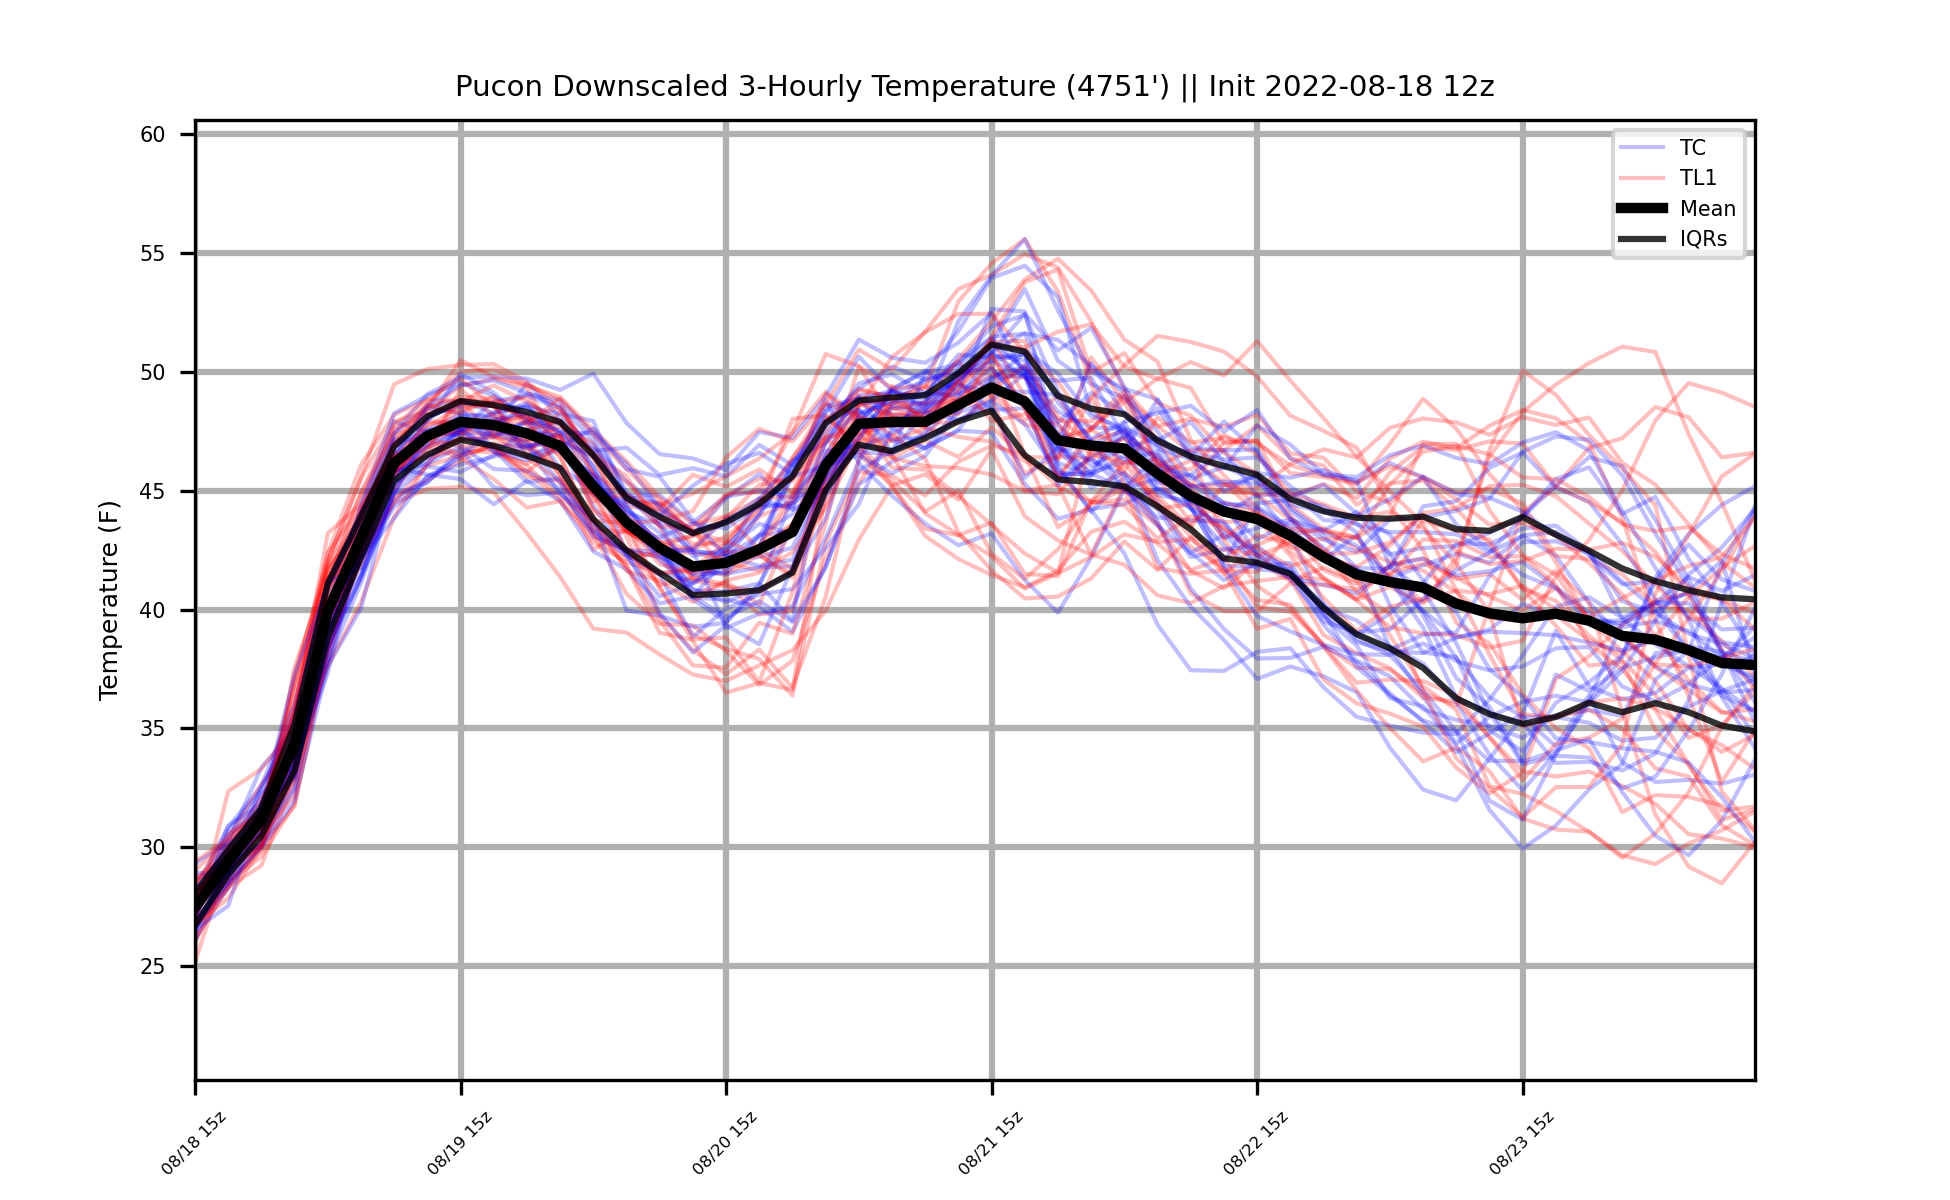 Pucon Downscaled 3-Hourly Temperature (4751') || Init 2022-08-18 12z
TC
TL1
Mean
IQRs
Temperature (F)
60
55
50
45
40
35
30
25
08/18 15z
08/19 15z
08/20 15z
08/21 15z
08/22 15z
08/23 15z